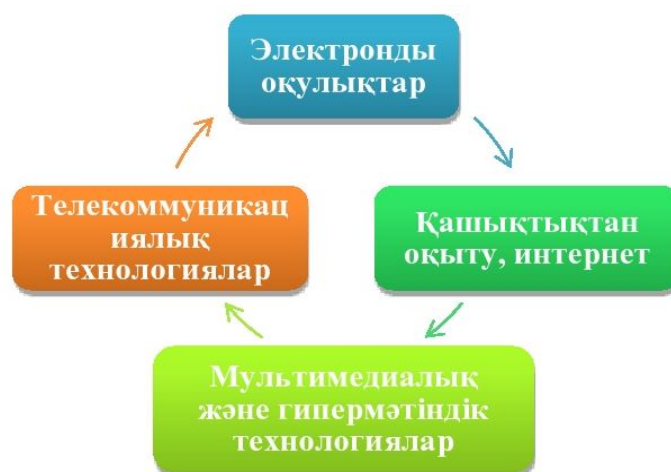 Электронды
оқулықтар
Қашықтықтан
оқыту, интернет
Мультимедиалық
және гипермәтіндік
технологиялар
Телекоммуникац
иялық
технологиялар